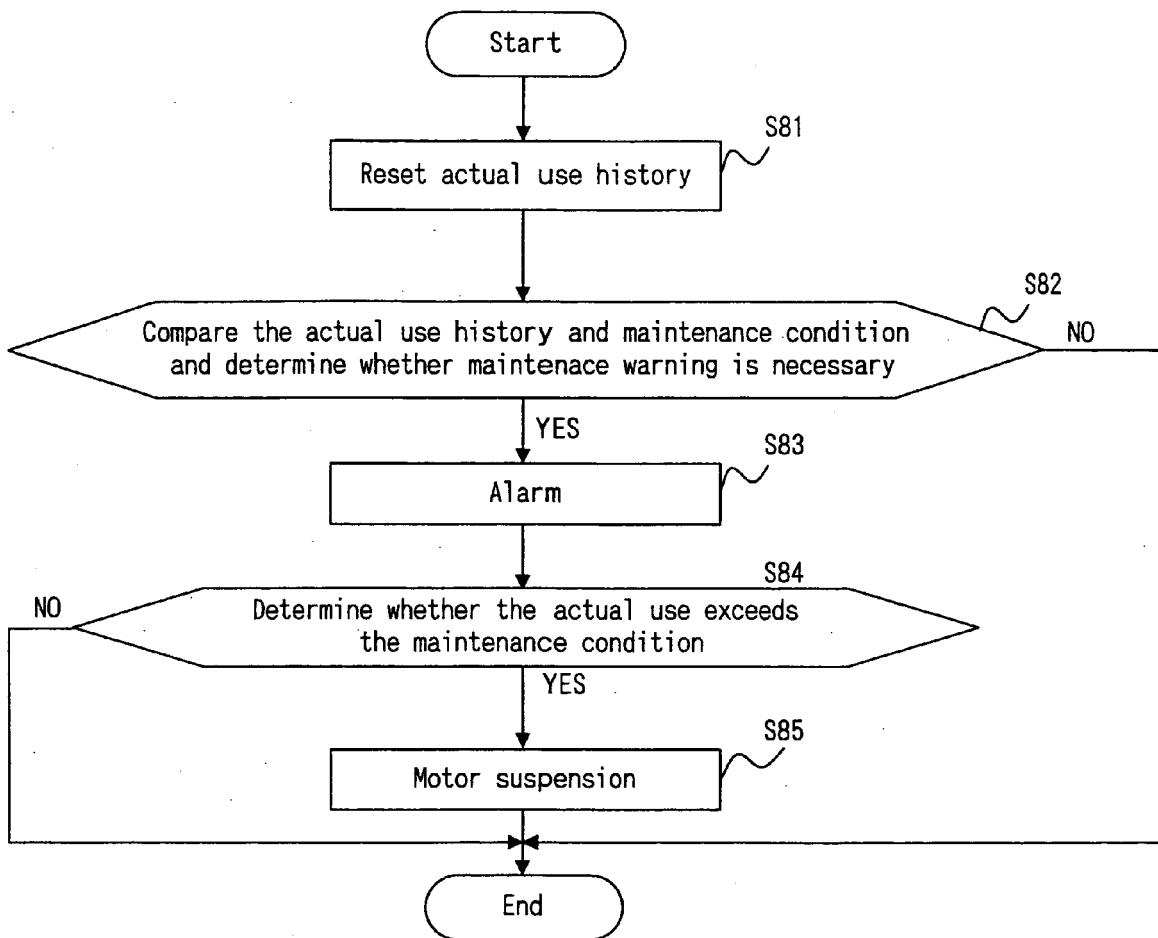 Start
S81
Reset actual use history
S82
Compare the actual use history and maintenance condition
and determine whether maintenace warning is necessary
NO
YES
S83
Alarm
S84
NO
Determine whether the actual use exceeds
the maintenance condition
YES
S85
Motor suspension
End